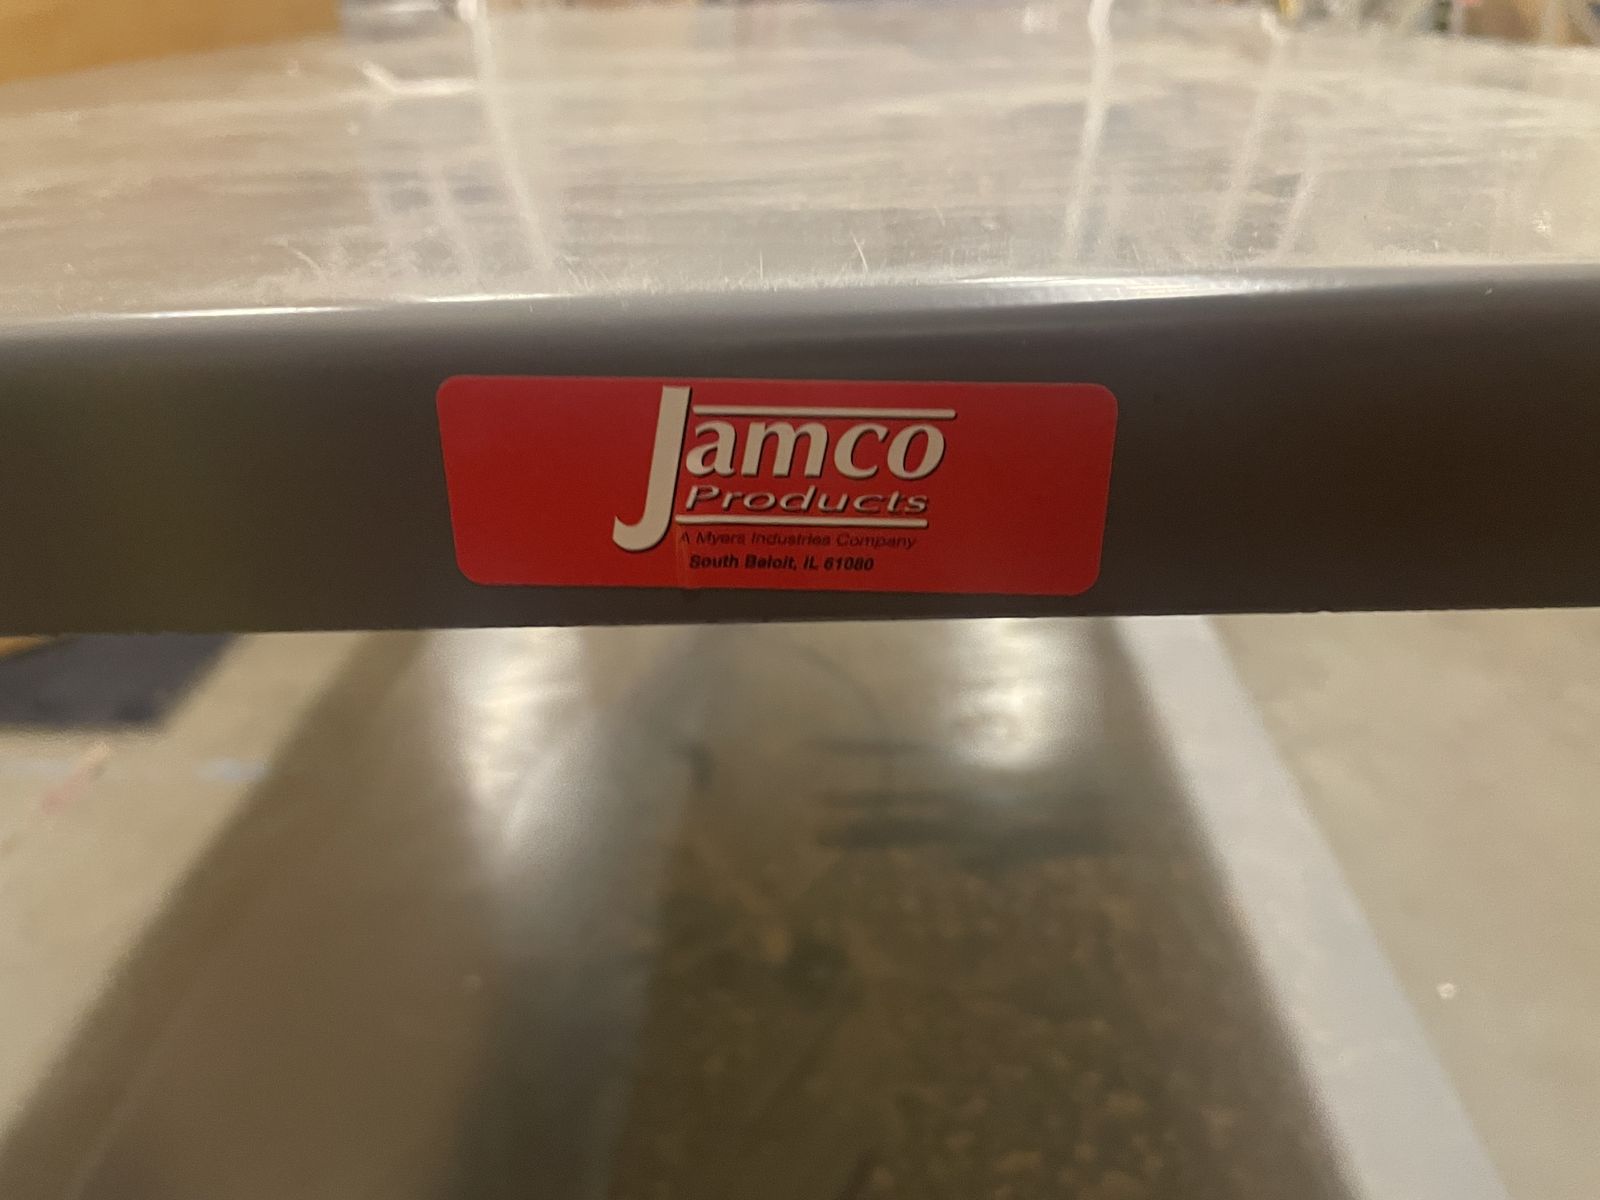 Jamco
Products
A Myers Industries Company
South Beloit, IL 61080